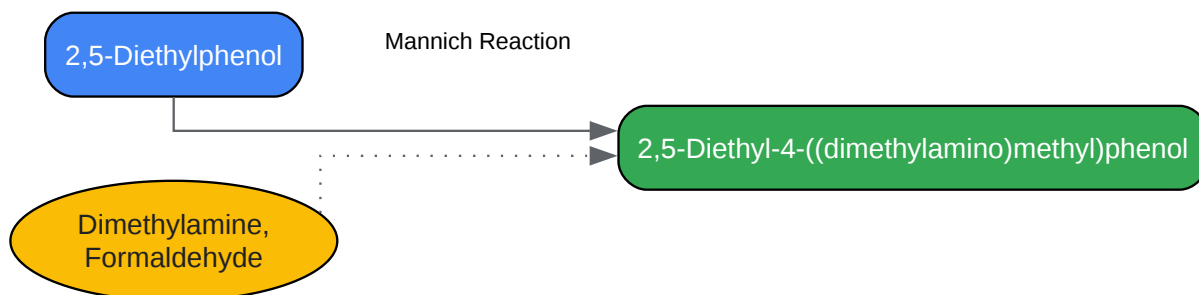 2,5-Diethylphenol
Mannich Reaction
2,5-Diethyl-4-((dimethylamino)methyl)phenol
Dimethylamine,
Formaldehyde